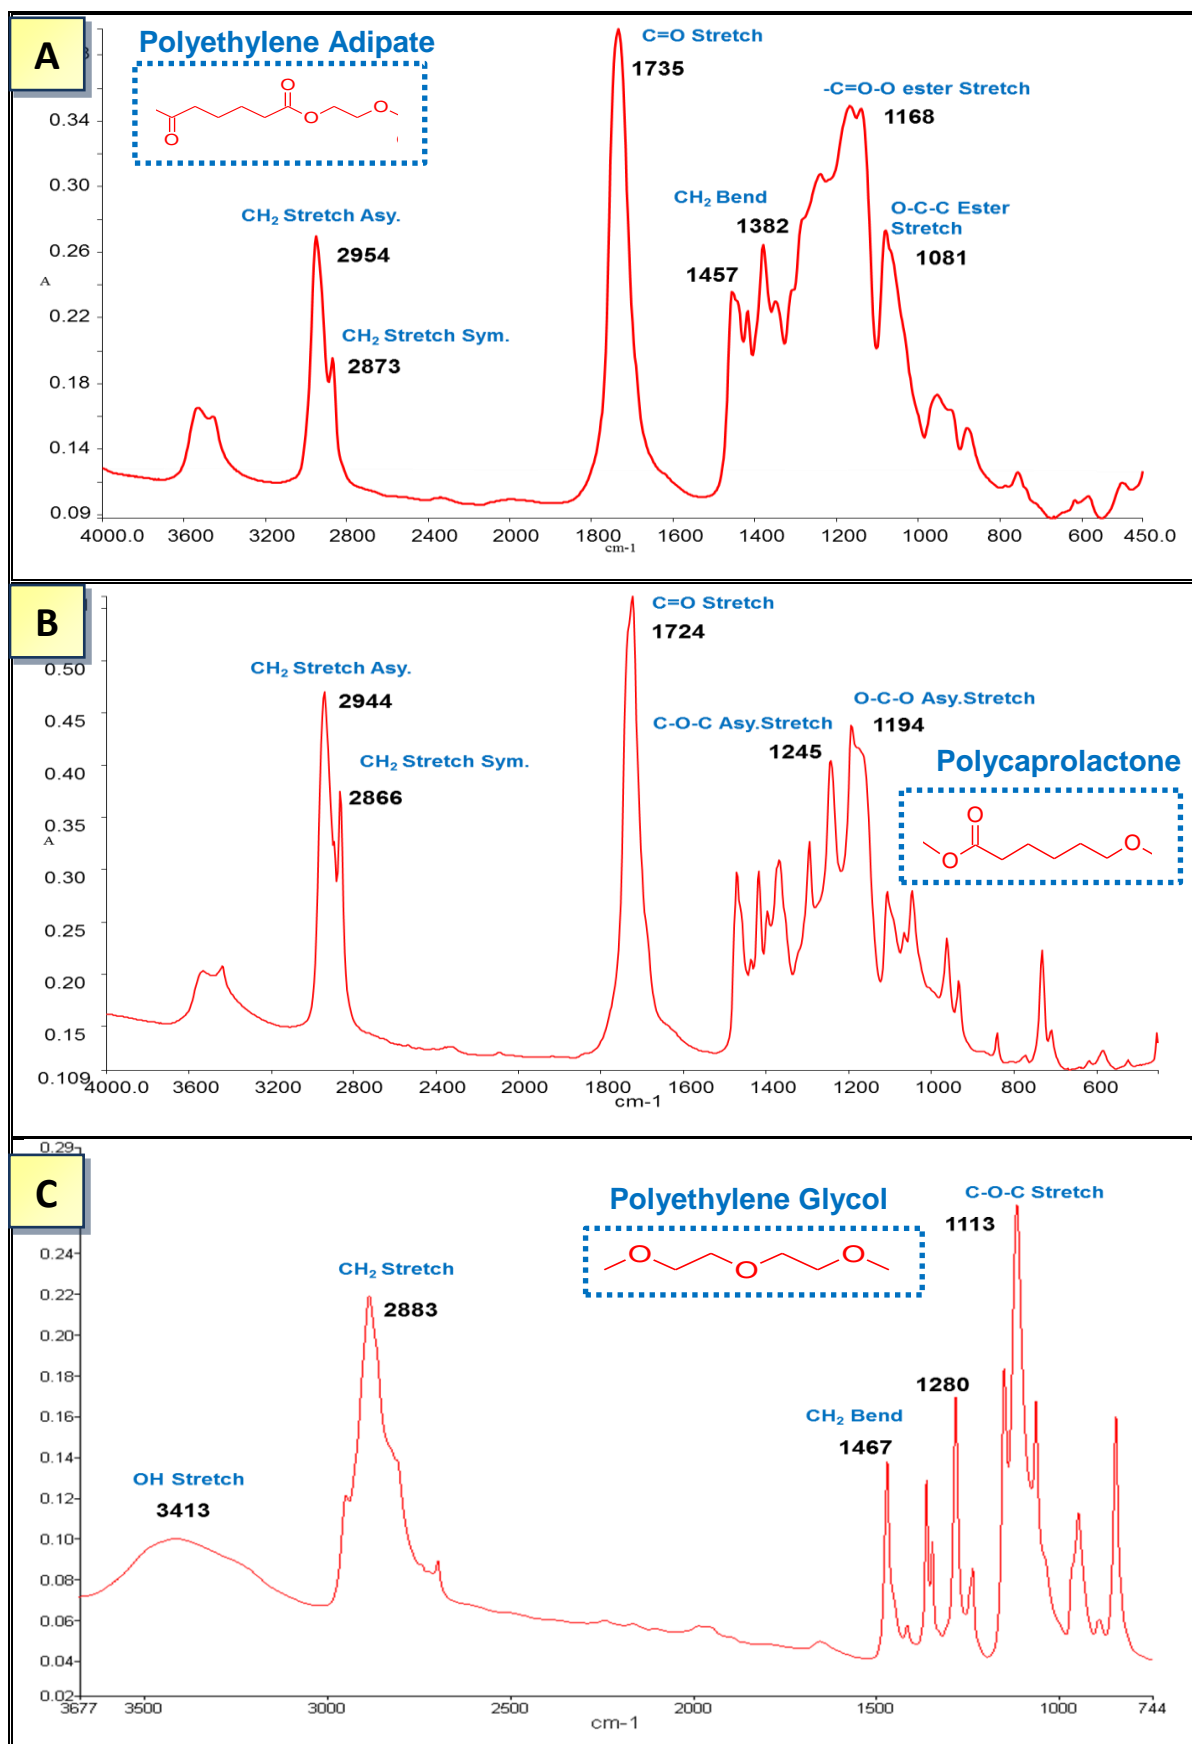 A
Polyethylene Adipate
O
O
O
O
C=O Stretch
1735
-C=O-O ester Stretch
1168
CH₂ Bend
1382
1457
O-C-C Ester
Stretch
1081
CH₂ Stretch Asy.
2954
CH₂ Stretch Sym.
2873
0.34
0.30
0.26
A
0.22
0.18
0.14
0.09
4000.0 3600 3200 2800 2400 2000 1800 1600 1400 1200 1000 800 600 450.0
cm-1
B
C=O Stretch
1724
CH₂ Stretch Asy.
2944
CH₂ Stretch Sym.
2866
O-C-O Asy.Stretch
1194
C-O-C Asy.Stretch
1245
Polycaprolactone
O
O
O
0.50
0.45
0.40
0.35
A
0.30
0.25
0.20
0.15
0.109
4000.0 3600 3200 2800 2400 2000 1800 1600 1400 1200 1000 800 600
cm-1
C
Polyethylene Glycol
O
O
O
C-O-C Stretch
1113
CH₂ Stretch
2883
1280
CH₂ Bend
1467
OH Stretch
3413
0.29
0.24
0.22
0.20
0.18
0.16
0.14
0.12
0.10
0.08
0.06
0.04
0.02
3677 3500 3000 2500 2000 1500 1000 744
cm-1